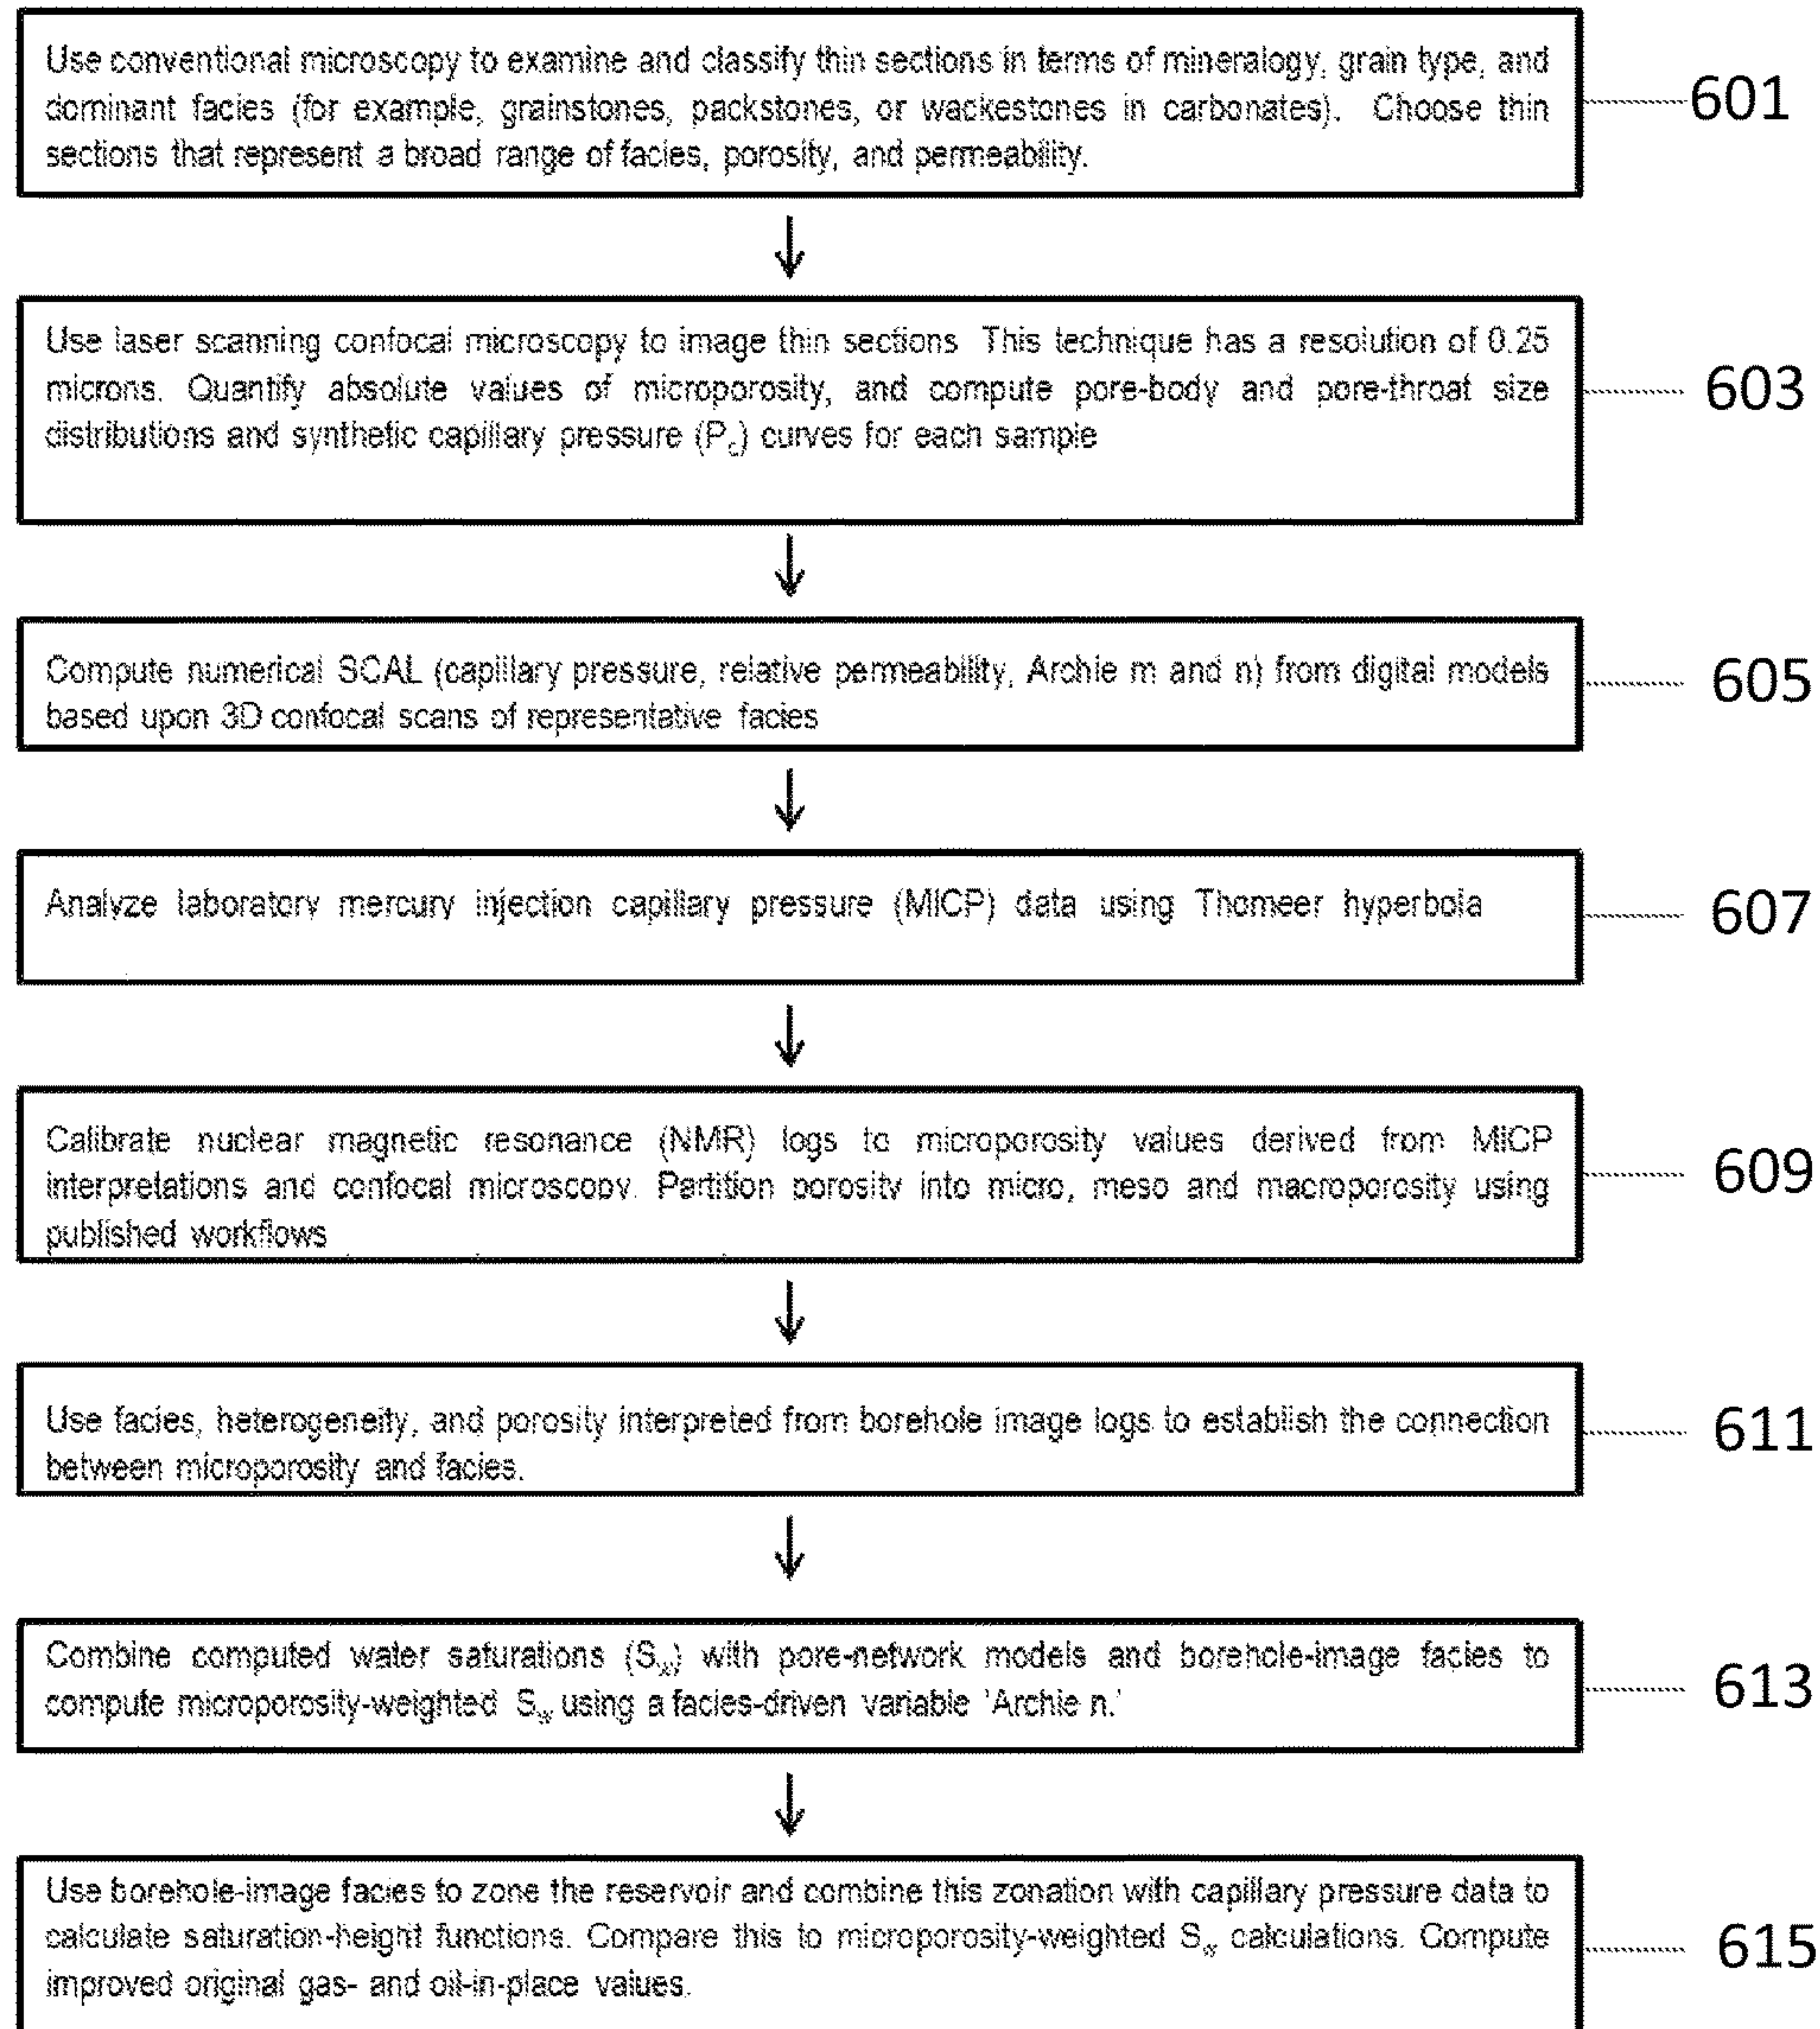 Use conventional microscopy to examine and classify thin sections in terms of mineralogy, grain type, and
dominant facies (for example, grainstones, packstones, or wackestones in carbonates). Choose thin
sections that represent a broad range of facies, porosity, and permeability.
601
Use laser scanning confocal microscopy to image thin sections This technique has a resolution of 0.25
microns. Quantify absolute values of microporosity, and compute pore-body and pore-throat size
distributions and synthetic capillary pressure (Pc) curves for each sample
603
Compute numerical SCAL (capillary pressure, relative permeability, Archie m and n) from digital models
based upon 3D confocal scans of representative facies
605
Analyze laboratory mercury injection capillary pressure (MICP) data using Thomeer hyperbola
607
Calibrate nuclear magnetic resonance (NMR) logs to microporosity values derived from MICP
interpretations and confocal microscopy. Partition porosity into micro, meso and macroporosity using
published workflows
609
Use facies, heterogeneity, and porosity interpreted from borehole image logs to establish the connection
between microporosity and facies.
611
Combine computed water saturations (Sw) with pore-network models and borehole-image facies to
compute microporosity-weighted Sw using a facies-driven variable 'Archie n.'
613
Use borehole-image facies to zone the reservoir and combine this zonation with capillary pressure data to
calculate saturation-height functions. Compare this to microporosity-weighted Sw calculations. Compute
improved original gas- and oil-in-place values.
615